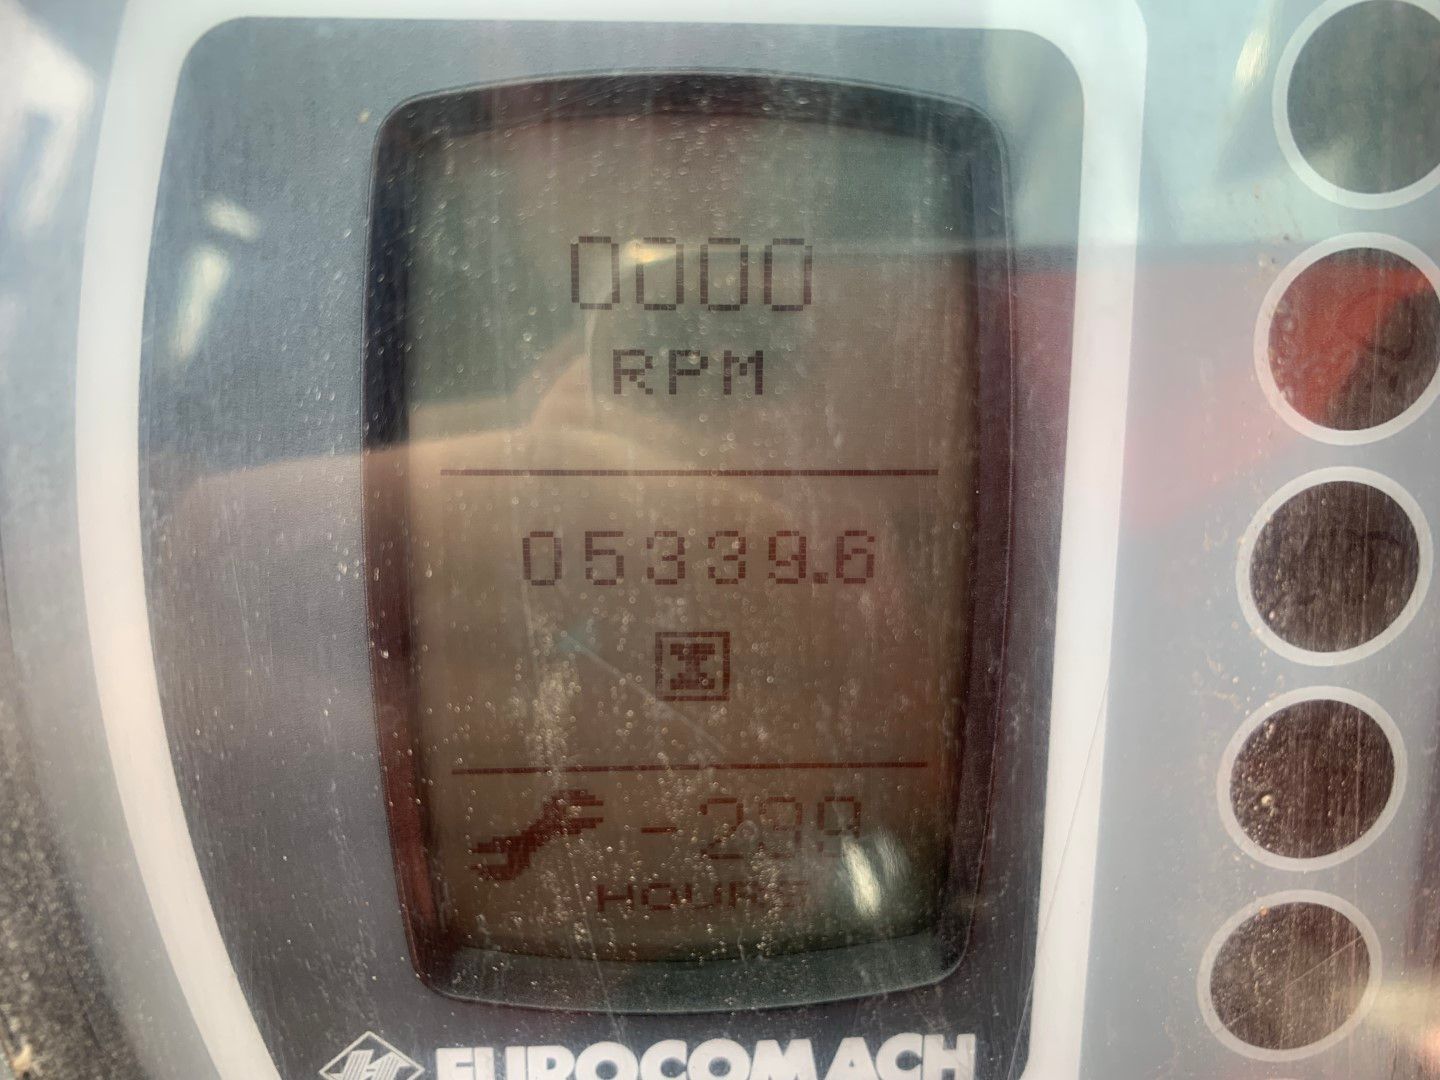 0000
RPM
05339.6
-299
HOURS
EUROCOMACH